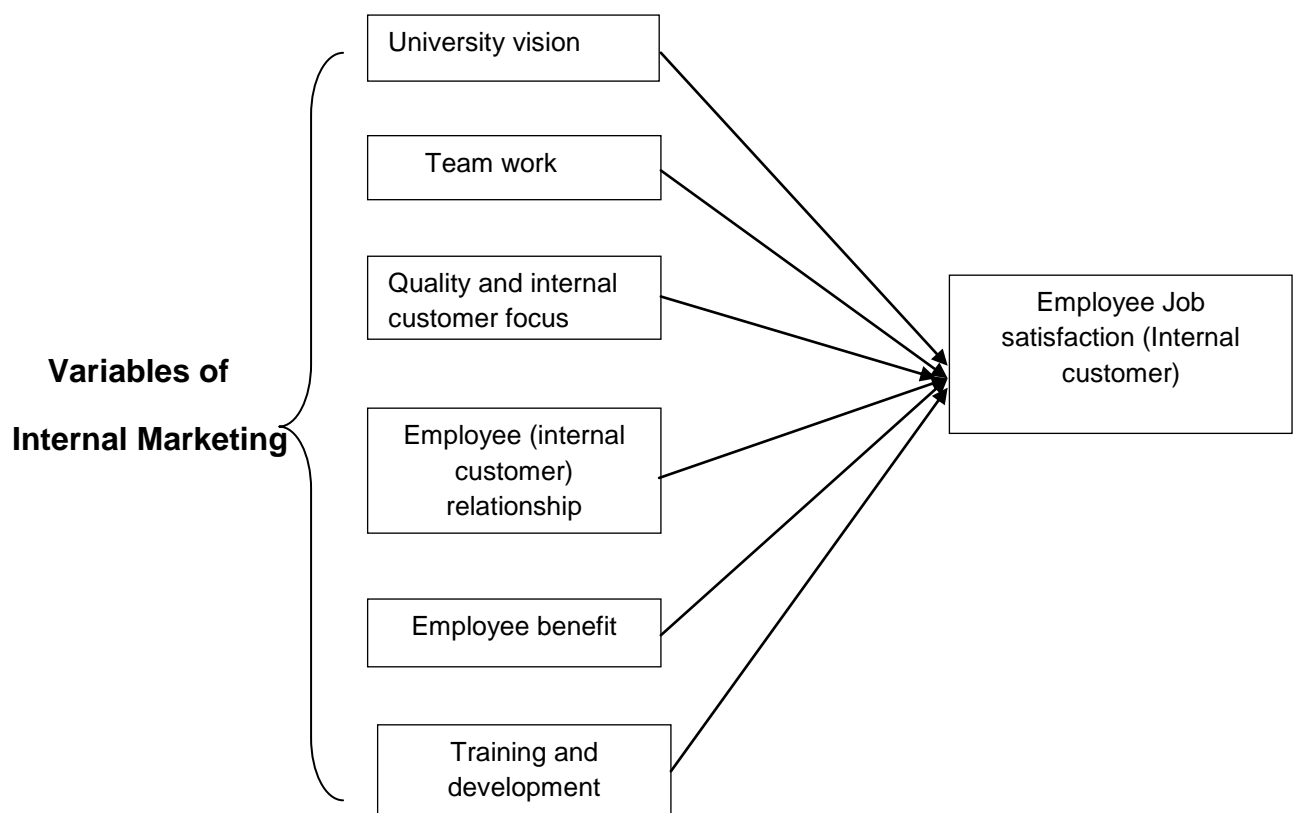 University vision
Team work
Quality and internal
customer focus
Variables of
Internal Marketing
Employee (internal
customer)
relationship
Employee benefit
Training and
development
Employee Job
satisfaction (Internal
customer)